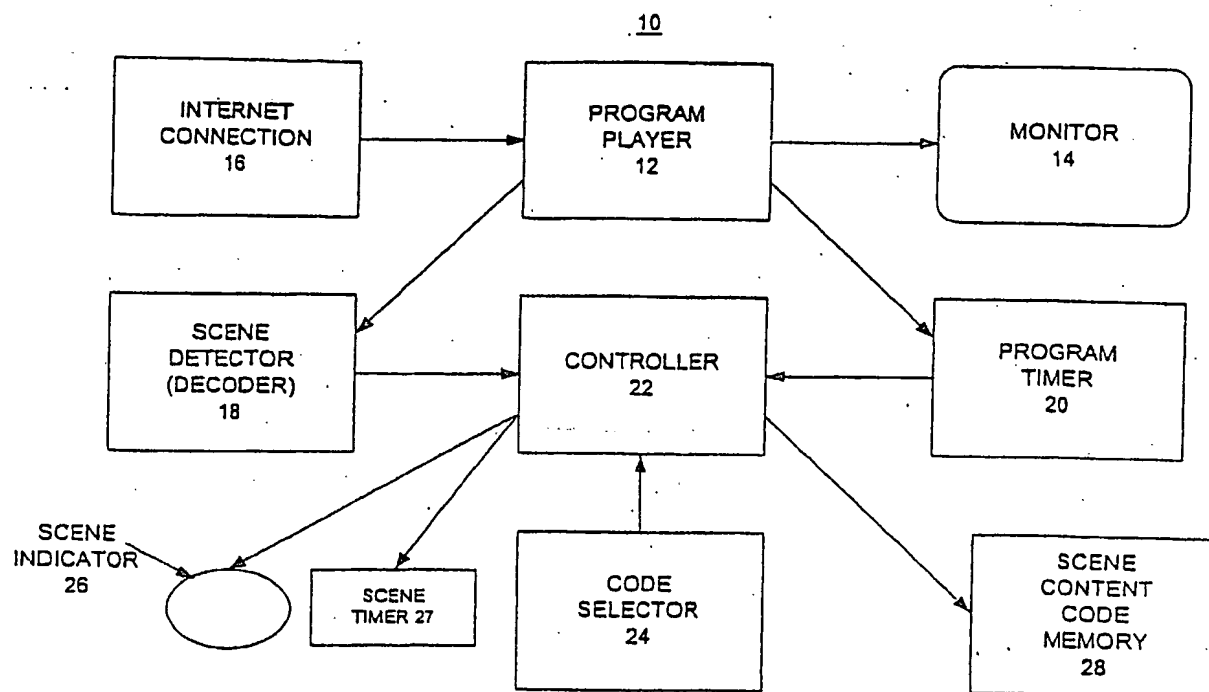 10
INTERNET
CONNECTION
16
PROGRAM
PLAYER
12
MONITOR
14
SCENE
DETECTOR
(DECODER)
18
CONTROLLER
22
PROGRAM
TIMER
20
SCENE
INDICATOR
26
SCENE
TIMER 27
CODE
SELECTOR
24
SCENE
CONTENT
CODE
MEMORY
28